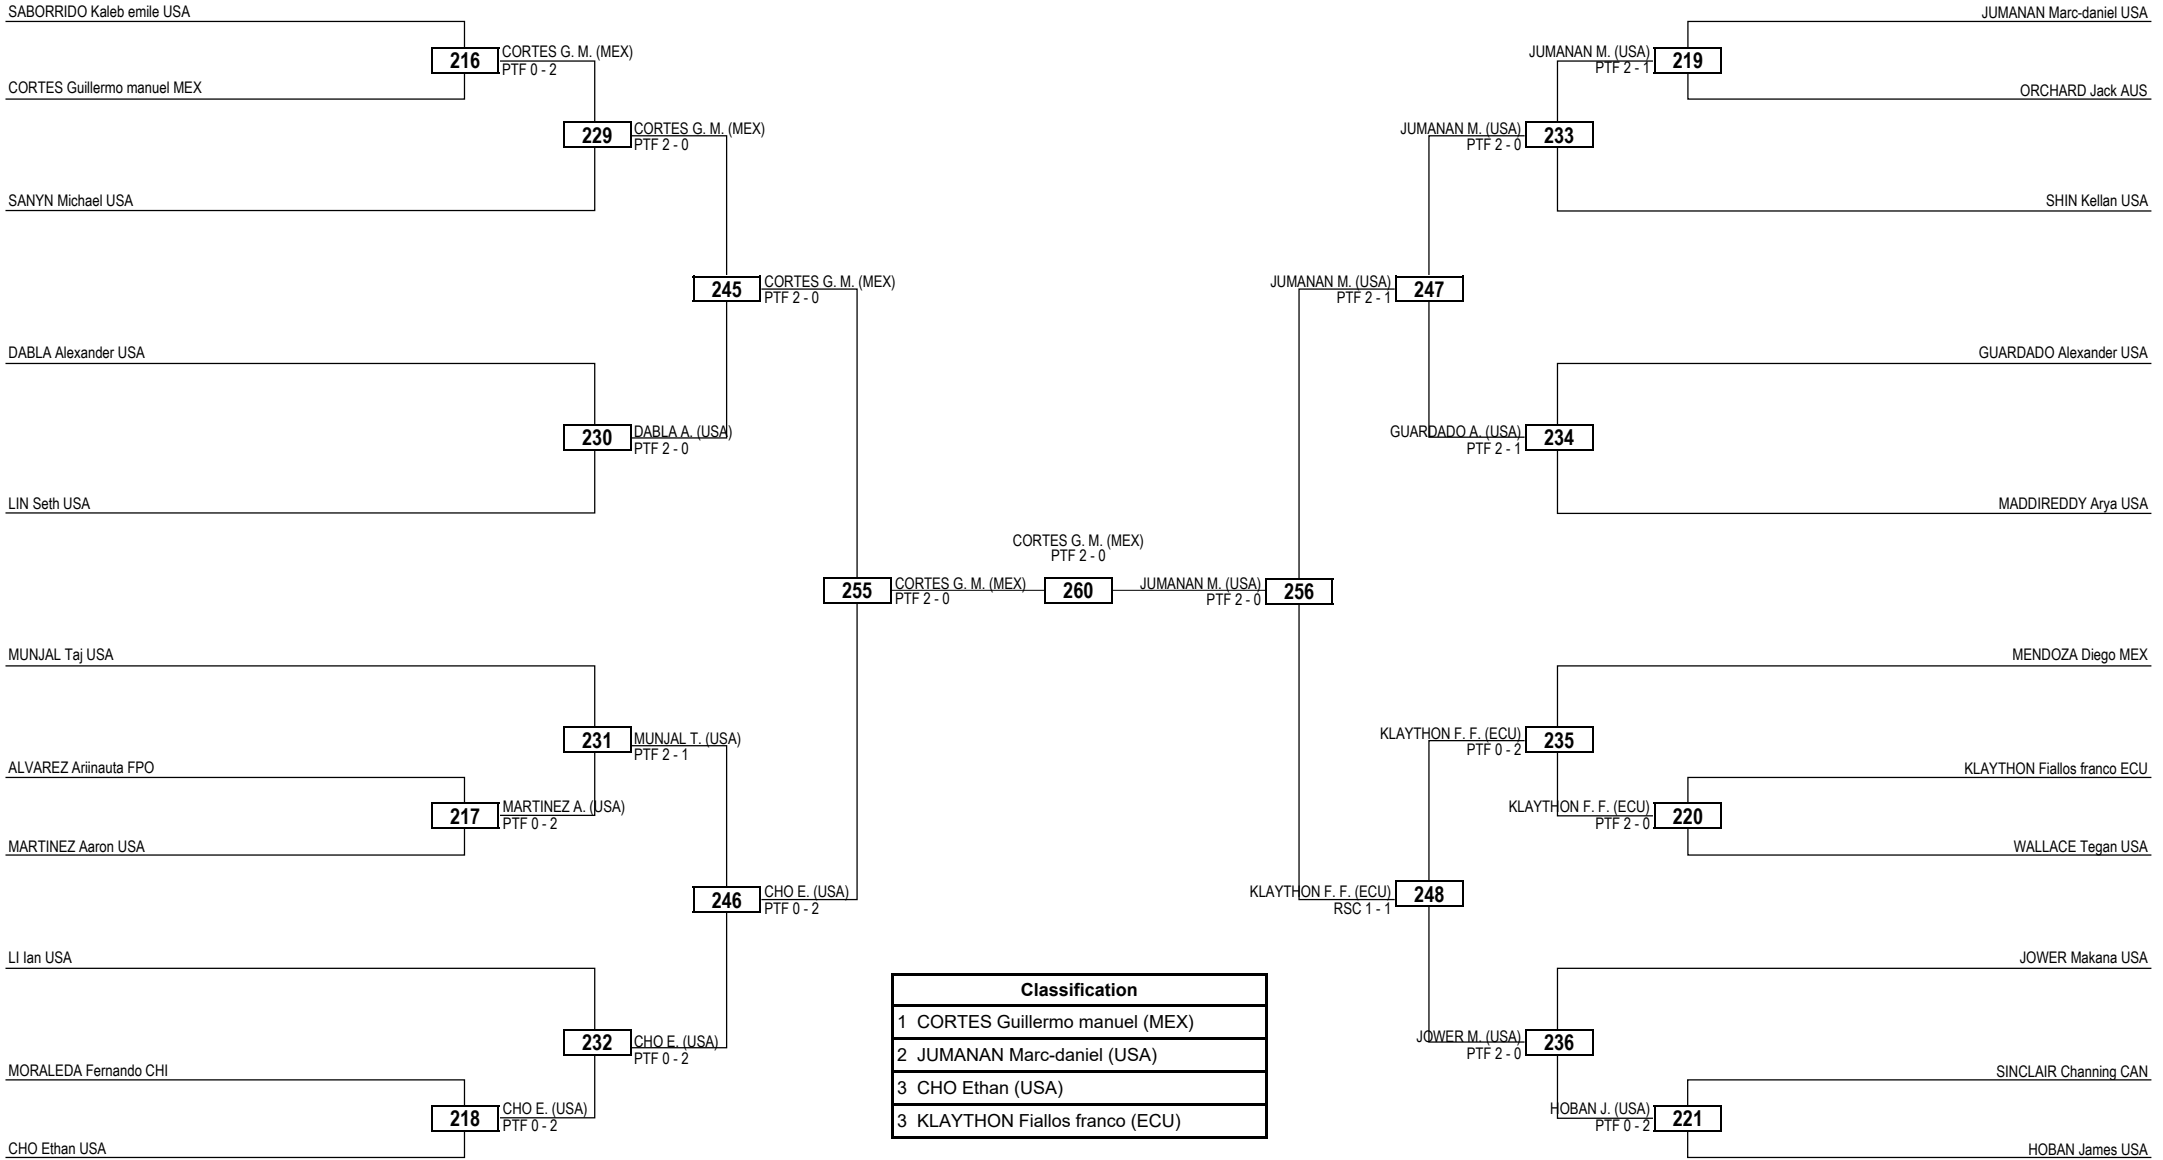 SABORRIDO Kaleb emile USA
216
CORTES G. M. (MEX)
PTF 0 - 2
CORTES Guillermo manuel MEX
229
CORTES G. M. (MEX)
PTF 2 - 0
SANYN Michael USA
245
CORTES G. M. (MEX)
PTF 2 - 0
DABLA Alexander USA
230
DABLA A. (USA)
PTF 2 - 0
LIN Seth USA
255
CORTES G. M. (MEX)
PTF 2 - 0
MUNJAL Taj USA
231
MUNJAL T. (USA)
PTF 2 - 1
ALVAREZ Ariinauta FPO
217
MARTINEZ A. (USA)
PTF 0 - 2
MARTINEZ Aaron USA
246
CHO E. (USA)
PTF 0 - 2
LI Ian USA
232
CHO E. (USA)
PTF 0 - 2
MORALEDA Fernando CHI
218
CHO E. (USA)
PTF 0 - 2
CHO Ethan USA
CORTES G. M. (MEX)
PTF 2 - 0
260
JUMANAN Marc-daniel USA
JUMANAN M. (USA)
PTF 2 - 1
219
ORCHARD Jack AUS
JUMANAN M. (USA)
PTF 2 - 0
233
SHIN Kellan USA
JUMANAN M. (USA)
PTF 2 - 1
247
GUARDADO Alexander USA
GUARDADO A. (USA)
PTF 2 - 1
234
MADDIREDDY Arya USA
JUMANAN M. (USA)
PTF 2 - 0
256
MENDOZA Diego MEX
KLAYTHON F. F. (ECU)
PTF 0 - 2
235
KLAYTHON Fiallos franco ECU
KLAYTHON F. F. (ECU)
PTF 2 - 0
220
WALLACE Tegan USA
KLAYTHON F. F. (ECU)
RSC 1 - 1
248
JOWER Makana USA
JOWER M. (USA)
PTF 2 - 0
236
SINCLAIR Channing CAN
HOBAN J. (USA)
PTF 0 - 2
221
HOBAN James USA
Classification
1 CORTES Guillermo manuel (MEX)
2 JUMANAN Marc-daniel (USA)
3 CHO Ethan (USA)
3 KLAYTHON Fiallos franco (ECU)